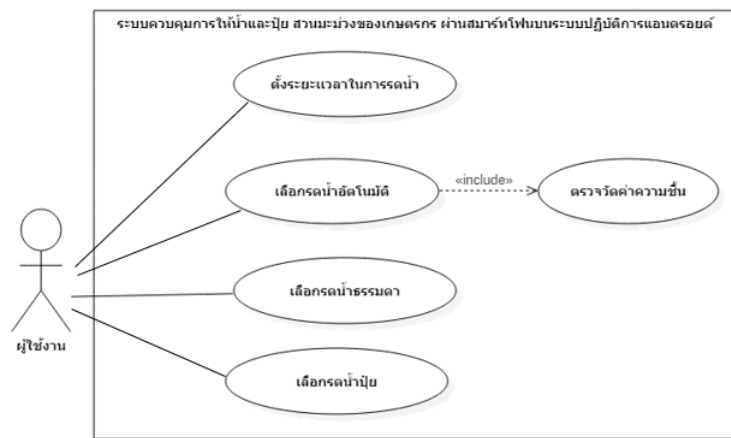 ระบบควบคุมการให้น้ำและปุ๋ย สวนมะม่วงของเกษตรกร ผ่านสมาร์ทโฟนบนระบบปฏิบัติการแอนดรอยด์
ตั้งระยะเวลาในการรดน้ำ
«include»
เลือกรดน้ำอัตโนมัติ
ตรวจวัดค่าความชื้น
เลือกรดน้ำธรรมดา
ผู้ใช้งาน
เลือกรดน้ำปุ๋ย